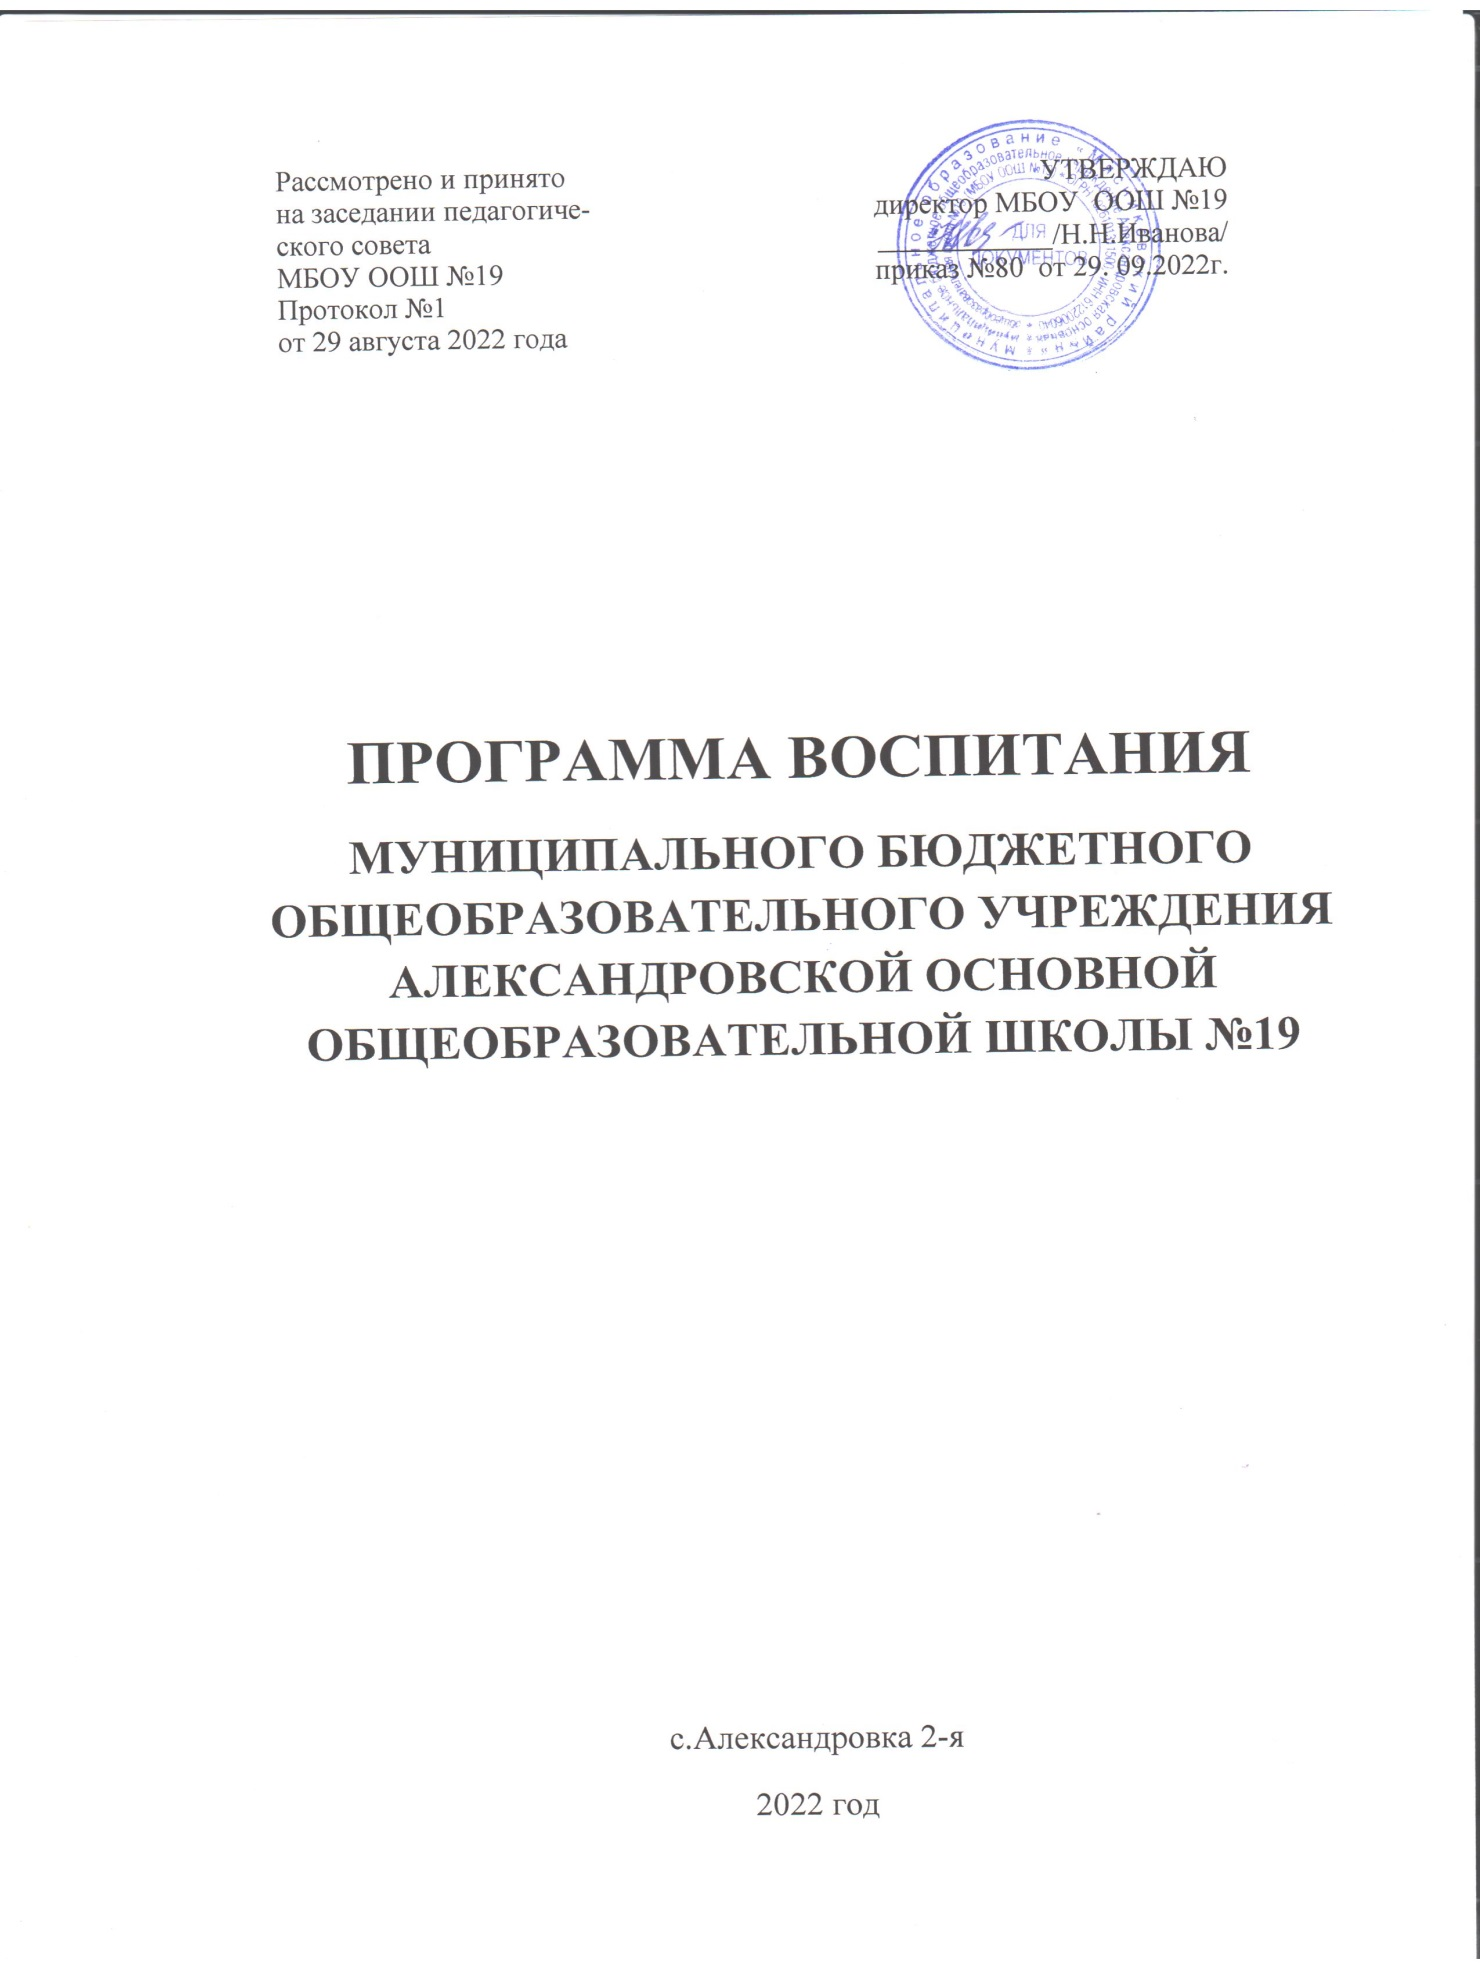 Рассмотрено и принято
на заседании педагогиче-
ского совета
МБОУ ООШ №19
Протокол №1
от 29 августа 2022 года
УТВЕРЖДАЮ
директор МБОУ ООШ №19
/Н.Н.Иванова/
приказ №80 от 29. 09.2022г.
ДЛЯ
ДОКУМЕНТОВ
ПРОГРАММА ВОСПИТАНИЯ
МУНИЦИПАЛЬНОГО БЮДЖЕТНОГО
ОБЩЕОБРАЗОВАТЕЛЬНОГО УЧРЕЖДЕНИЯ
АЛЕКСАНДРОВСКОЙ ОСНОВНОЙ
ОБЩЕОБРАЗОВАТЕЛЬНОЙ ШКОЛЫ №19
с.Александровка 2-я
2022 год